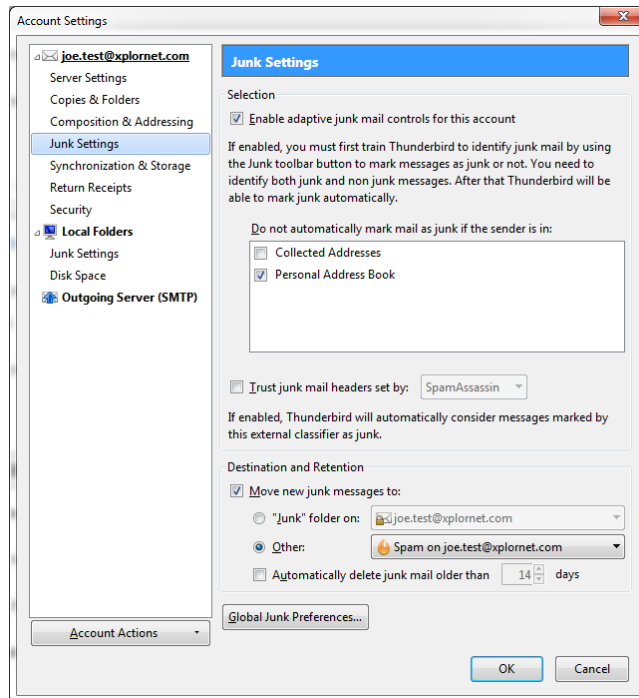 Account Settings
joe.test@xplornet.com
Server Settings
Copies & Folders
Composition & Addressing
Junk Settings
Synchronization & Storage
Return Receipts
Security
Local Folders
Junk Settings
Disk Space
Outgoing Server (SMTP)
Account Actions
Junk Settings
Selection
Enable adaptive junk mail controls for this account
If enabled, you must first train Thunderbird to identify junk mail by using
the Junk toolbar button to mark messages as junk or not. You need to
identify both junk and non junk messages. After that Thunderbird will be
able to mark junk automatically.
Do not automatically mark mail as junk if the sender is in:
Collected Addresses
Personal Address Book
Trust junk mail headers set by: SpamAssassin
If enabled, Thunderbird will automatically consider messages marked by
this external classifier as junk.
Destination and Retention
Move new junk messages to:
"Junk" folder on: joe.test@xplornet.com
Other: Spam on joe.test@xplornet.com
Automatically delete junk mail older than 14 days
Global Junk Preferences...
OK Cancel